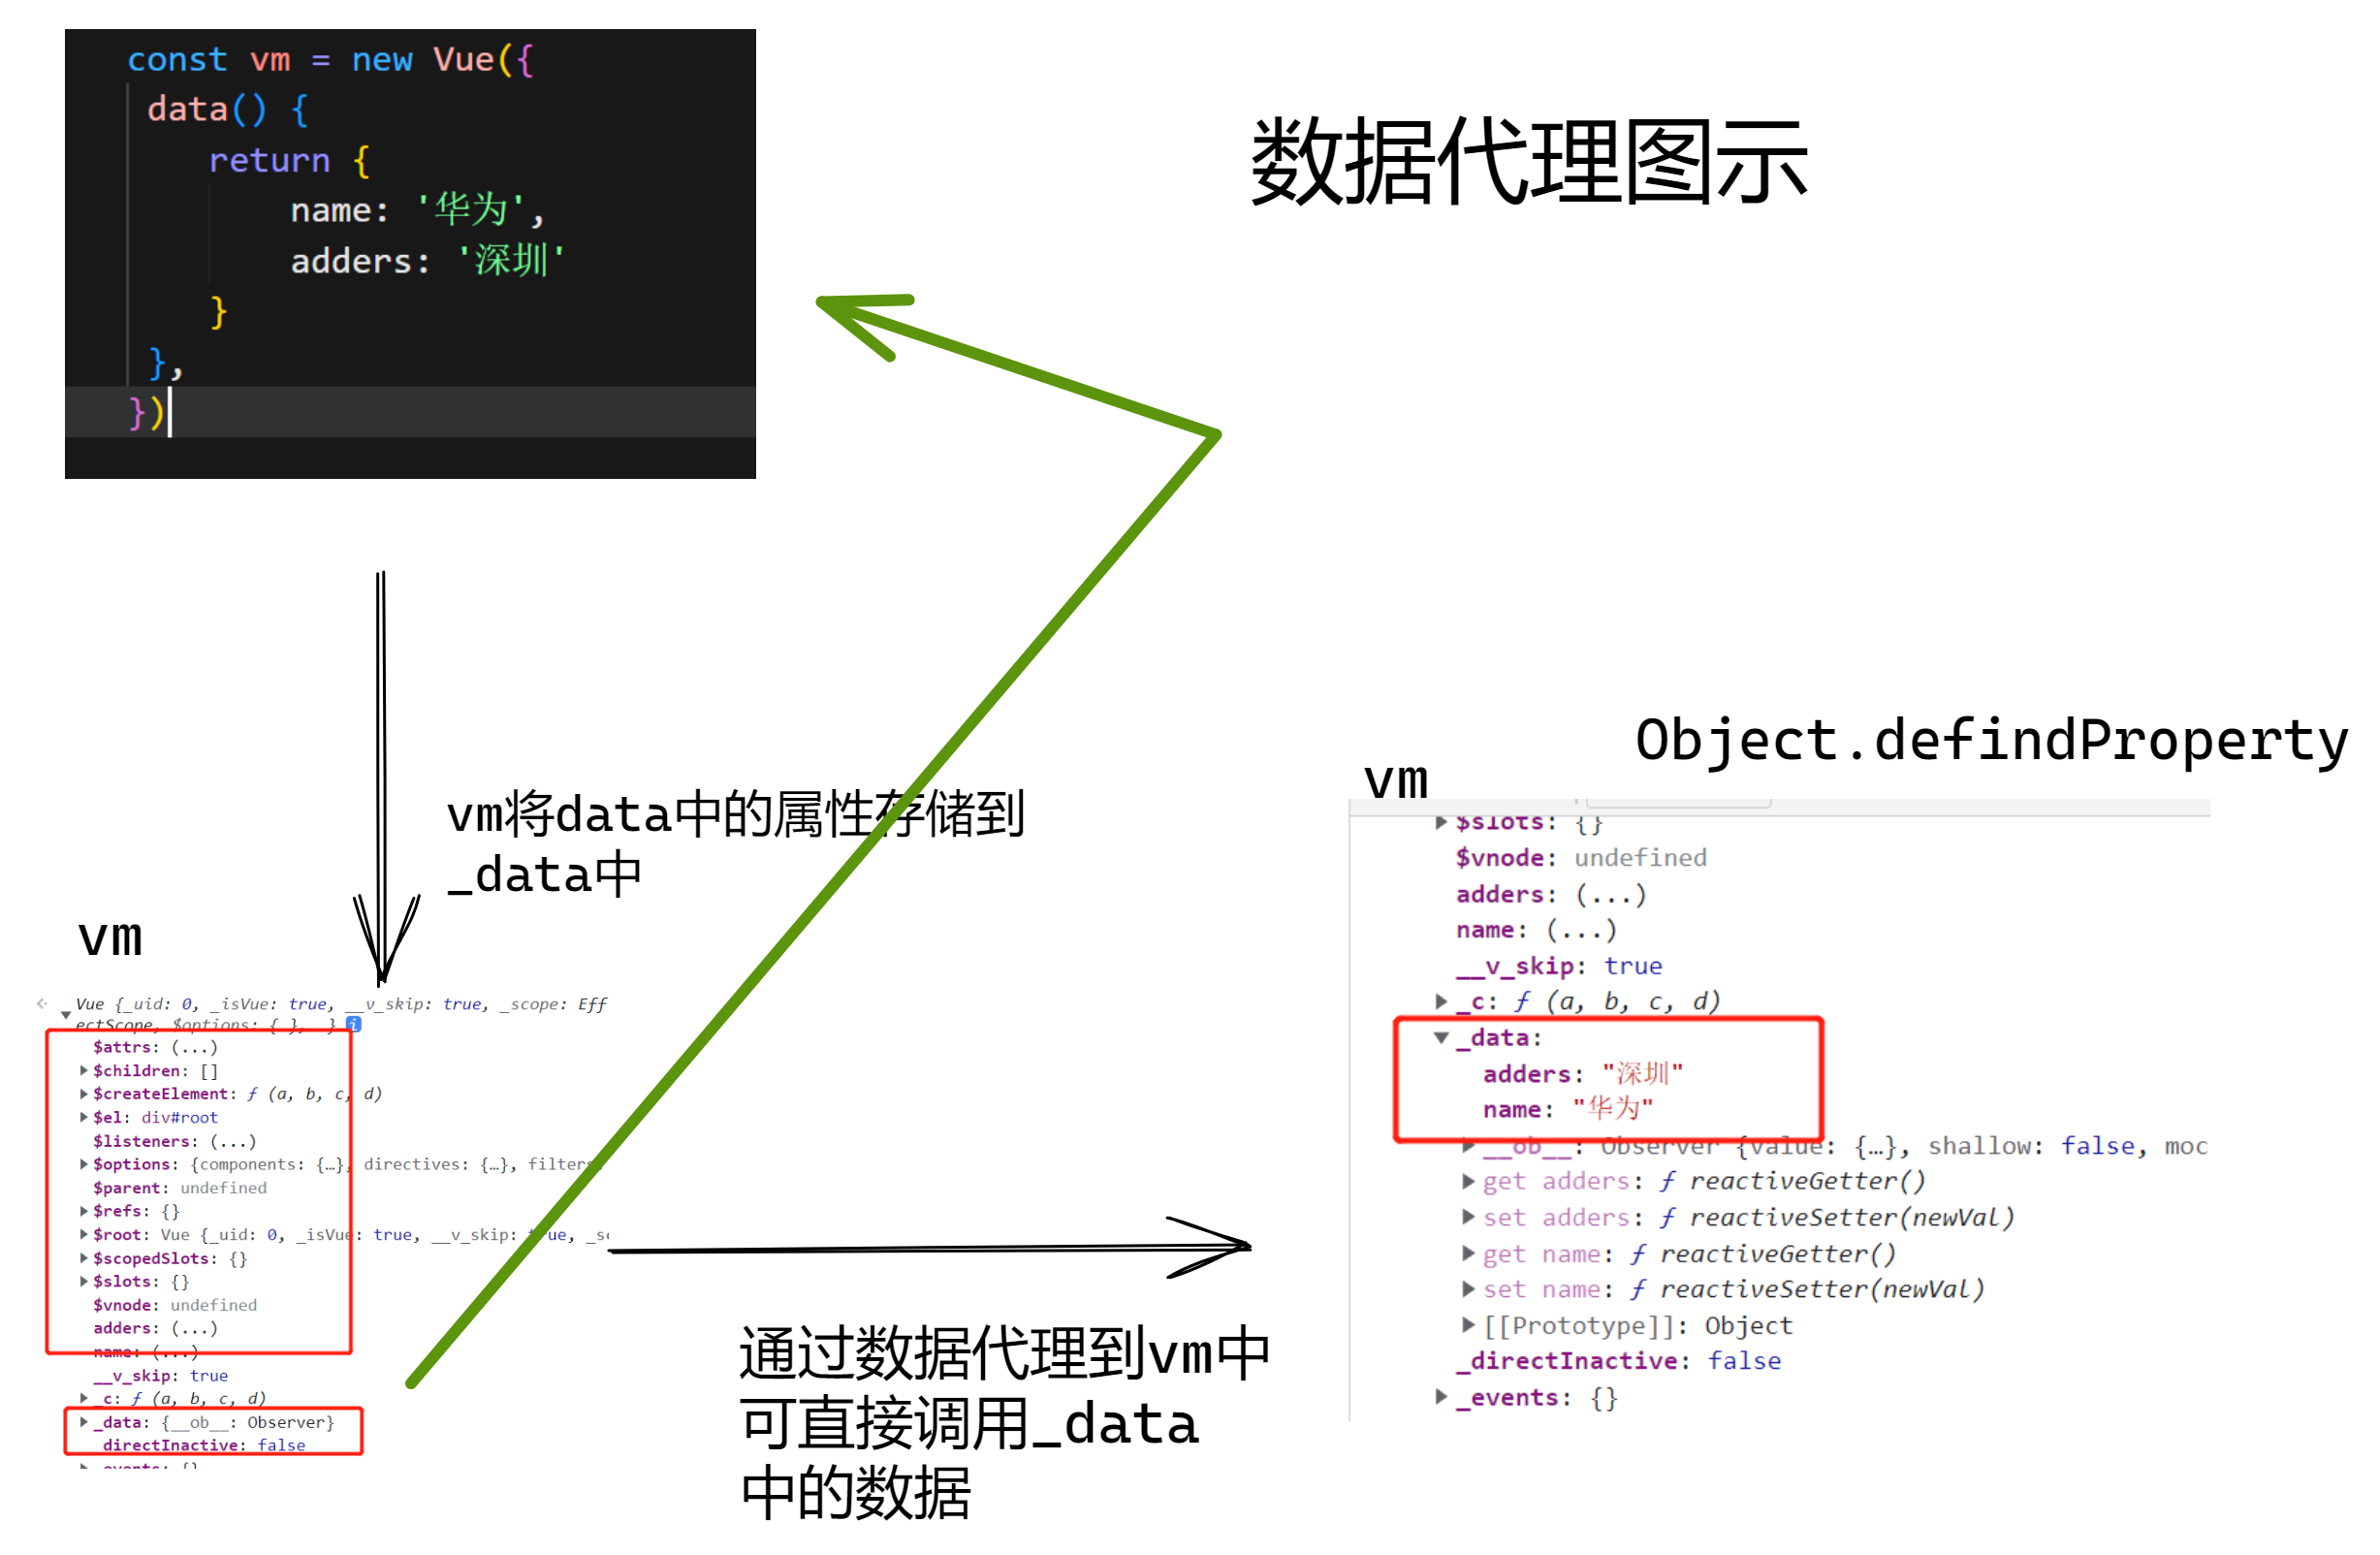 const vm = new Vue({
data() {
return {
name: '华为',
adders: '深圳'
}
},
})
数据代理图示
vm将data中的属性存储到
_data中
vm
Vue {_uid: 0, _isVue: true, __v_skip: true, _scope: Eff
ectScope, $options: {…}, …}
$attrs: (...)
$children: []
$createElement: ƒ (a, b, c, d)
$el: div#root
$listeners: (...)
$options: {components: {…}, directives: {…}, filters
$parent: undefined
$refs: {}
$root: Vue {_uid: 0, _isVue: true, __v_skip: true, _s
$scopedSlots: {}
$slots: {}
$vnode: undefined
adders: (...)
name: (...)
__v_skip: true
_c: ƒ (a, b, c, d)
_data: {__ob__: Observer}
_directInactive: false
_events: {}
通过数据代理到vm中
可直接调用_data
中的数据
Object.defindProperty
vm
$slots: {}
$vnode: undefined
adders: (...)
name: (...)
__v_skip: true
_c: ƒ (a, b, c, d)
_data:
adders: "深圳"
name: "华为"
__ob__: Observer {value: {…}, shallow: false, moc
get adders: ƒ reactiveGetter()
set adders: ƒ reactiveSetter(newVal)
get name: ƒ reactiveGetter()
set name: ƒ reactiveSetter(newVal)
[[Prototype]]: Object
_directInactive: false
_events: {}